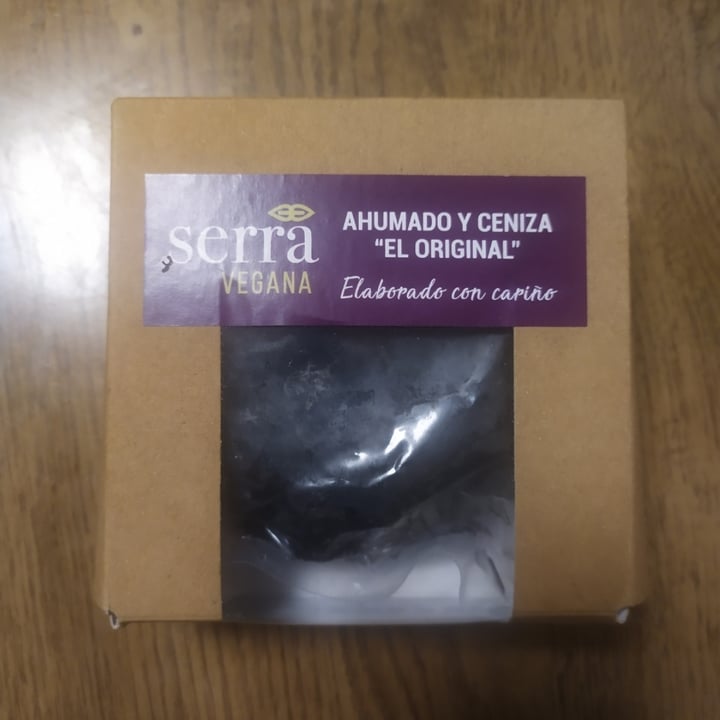 serra
VEGANA
AHUMADO Y CENIZA
“EL ORIGINAL”
Elaborado con cariño